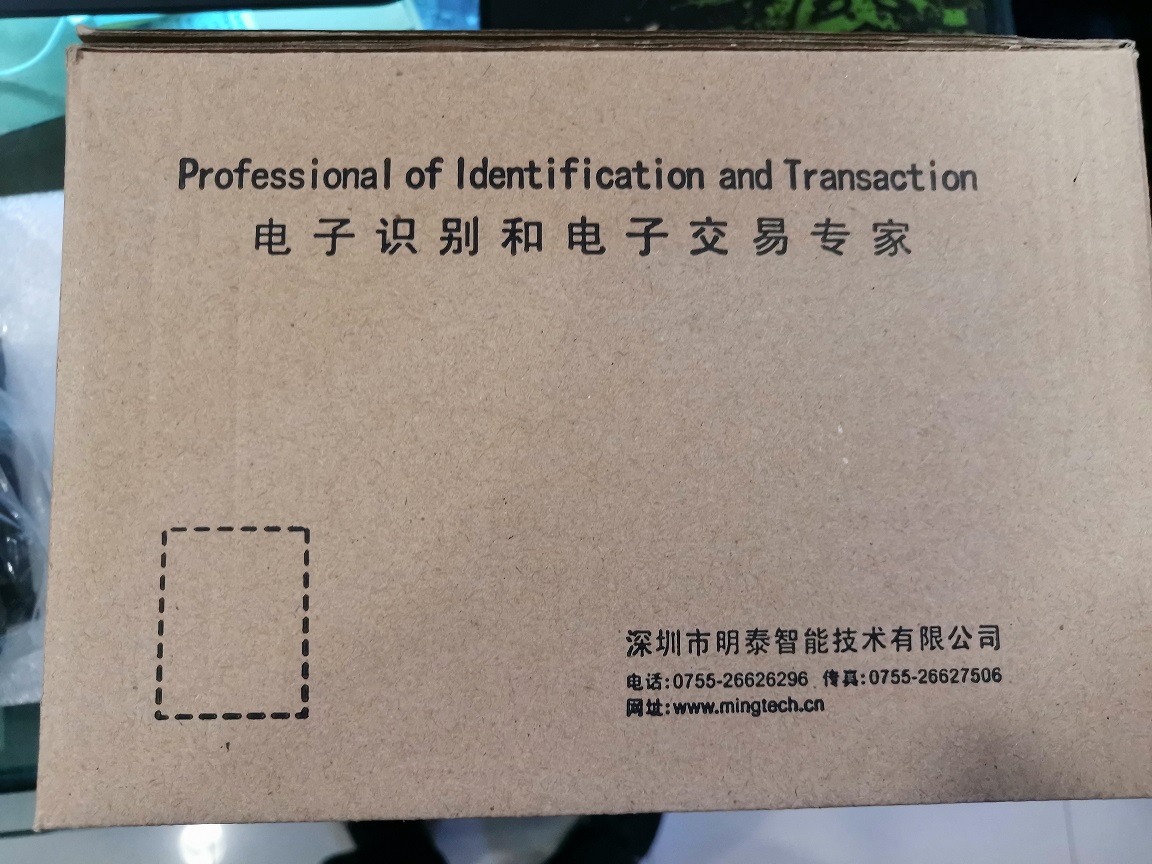 Professional of Identification and Transaction
电子识别和电子交易专家
深圳市明泰智能技术有限公司
电话:0755-26626296 传真:0755-26627506
网址:www.mingtech.cn